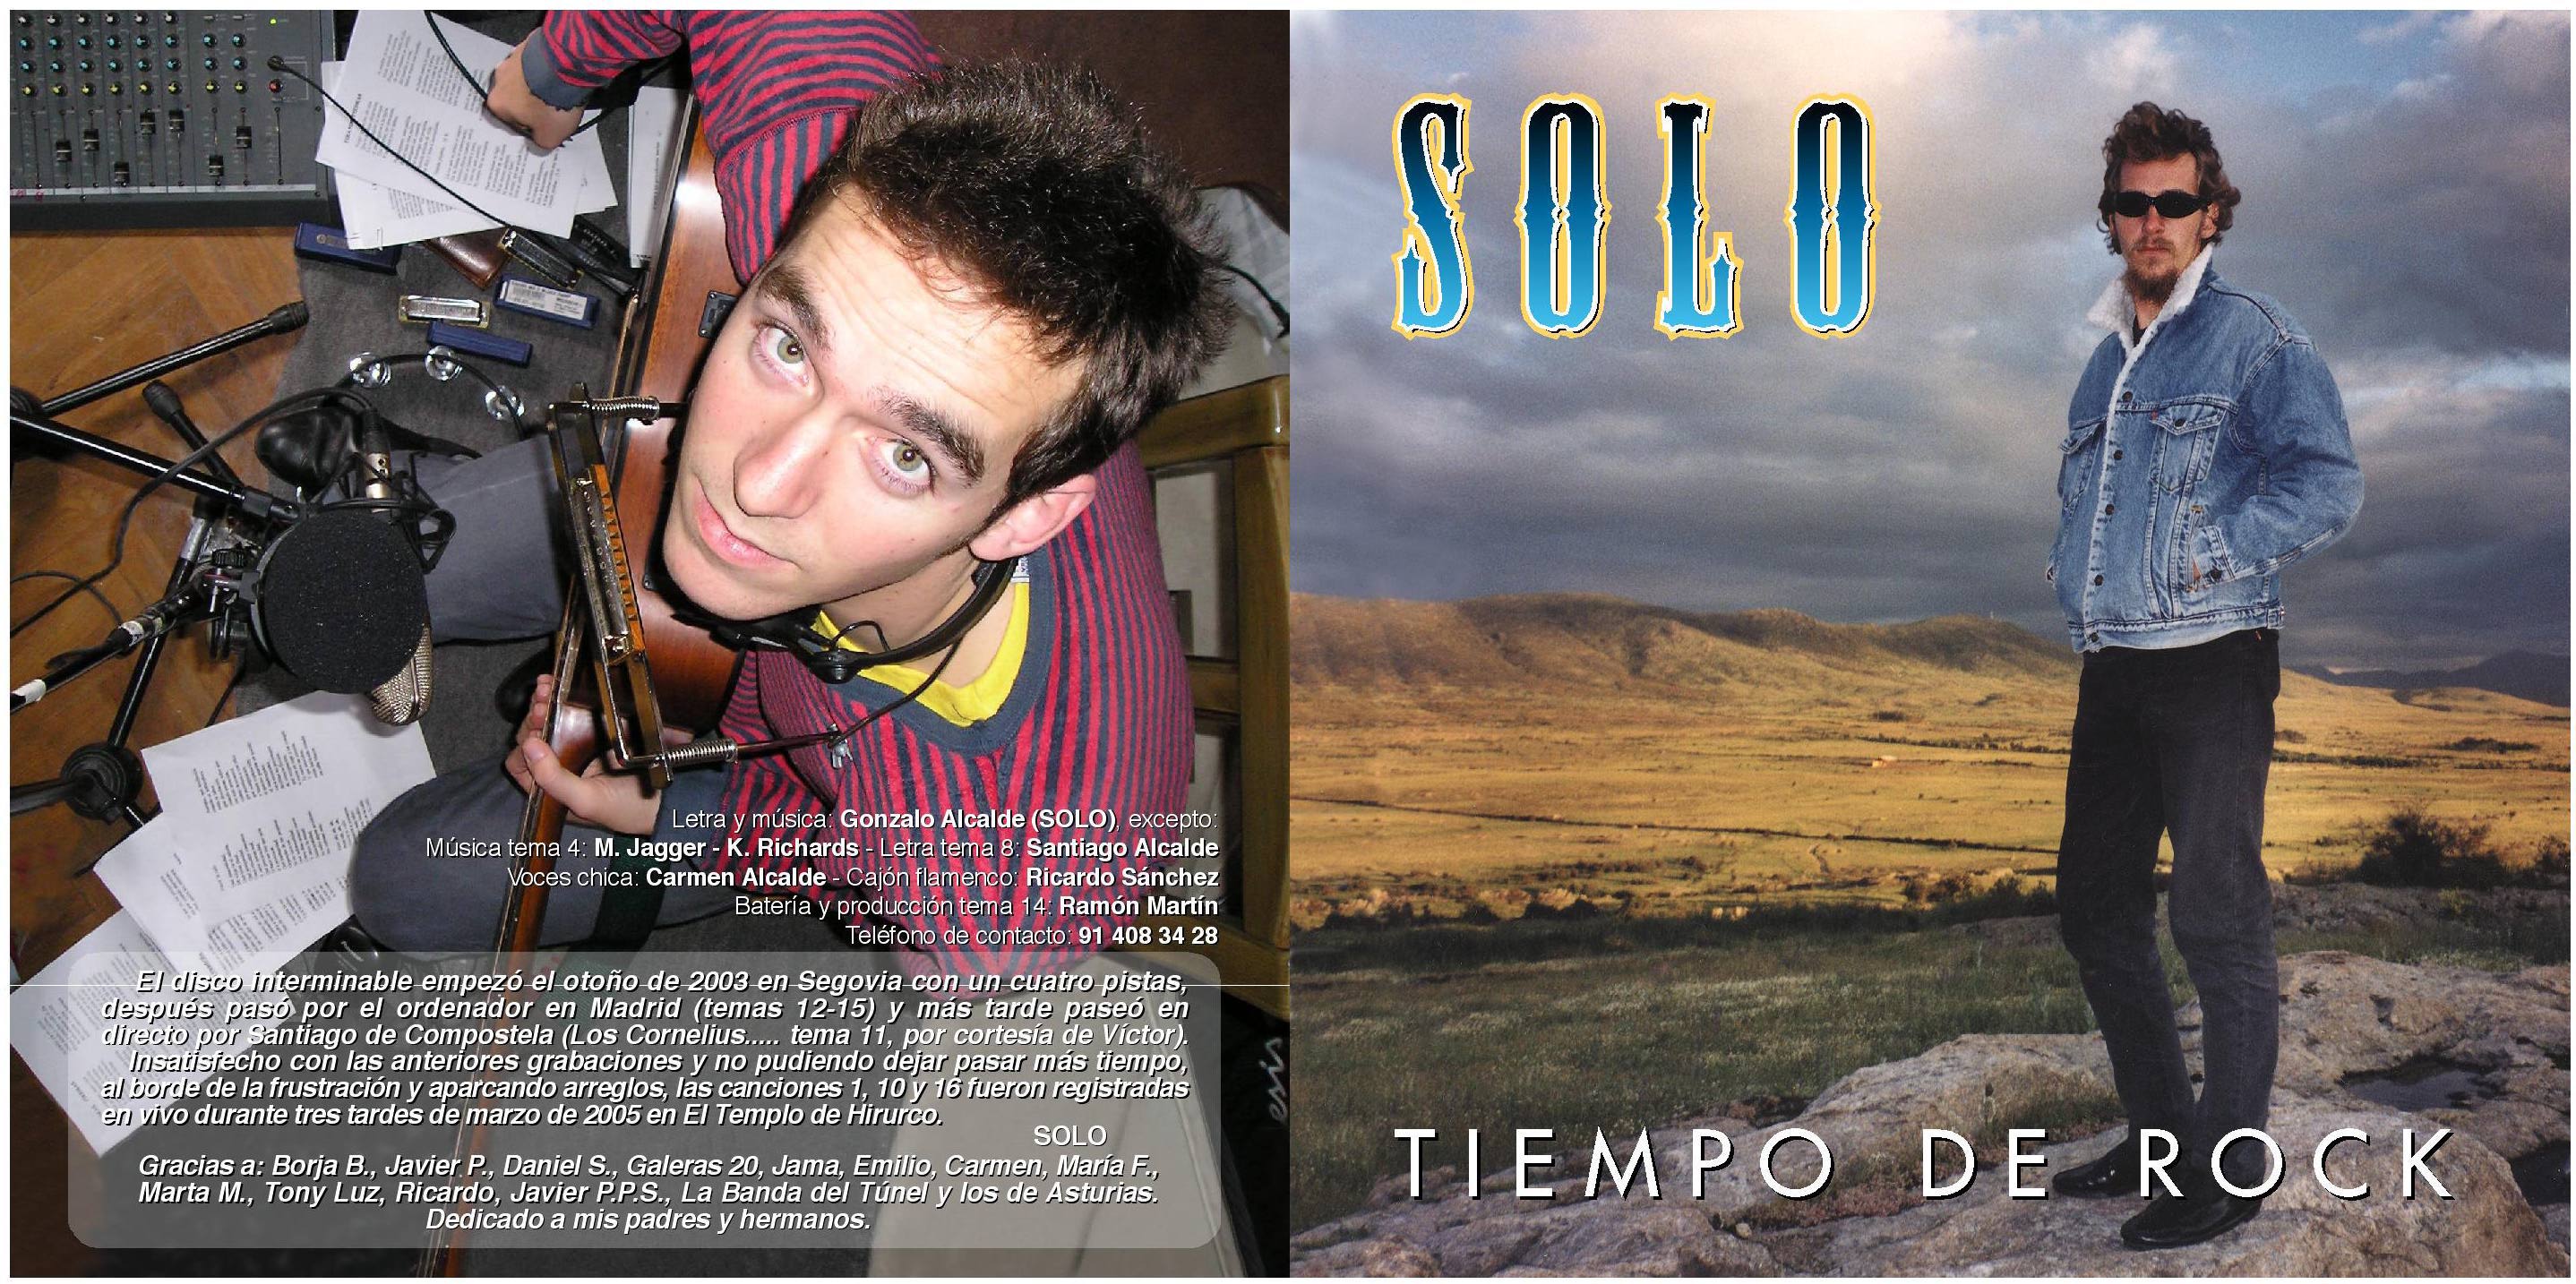 Letra y música: Gonzalo Alcalde (SOLO), excepto:
Música tema 4: M. Jagger - K. Richards - Letra tema 8: Santiago Alcalde
Voces chica: Carmen Alcalde - Cajón flamenco: Ricardo Sánchez
Batería y producción tema 14: Ramón Martín
Teléfono de contacto: 91 408 34 28
El disco interminable empezó el otoño de 2003 en Segovia con un cuatro pistas,
después pasó por el ordenador en Madrid (temas 12-15) y más tarde paseó en
directo por Santiago de Compostela (Los Cornelius..... tema 11, por cortesía de Víctor).
Insatisfecho con las anteriores grabaciones y no pudiendo dejar pasar más tiempo,
al borde de la frustración y aparcando arreglos, las canciones 1, 10 y 16 fueron registradas
en vivo durante tres tardes de marzo de 2005 en El Templo de Hirurco.
SOLO
Gracias a: Borja B., Javier P., Daniel S., Galeras 20, Jama, Emilio, Carmen, María F.,
Marta M., Tony Luz, Ricardo, Javier P.P.S., La Banda del Túnel y los de Asturias.
Dedicado a mis padres y hermanos.
SOLO
TIEMPO DE ROCK